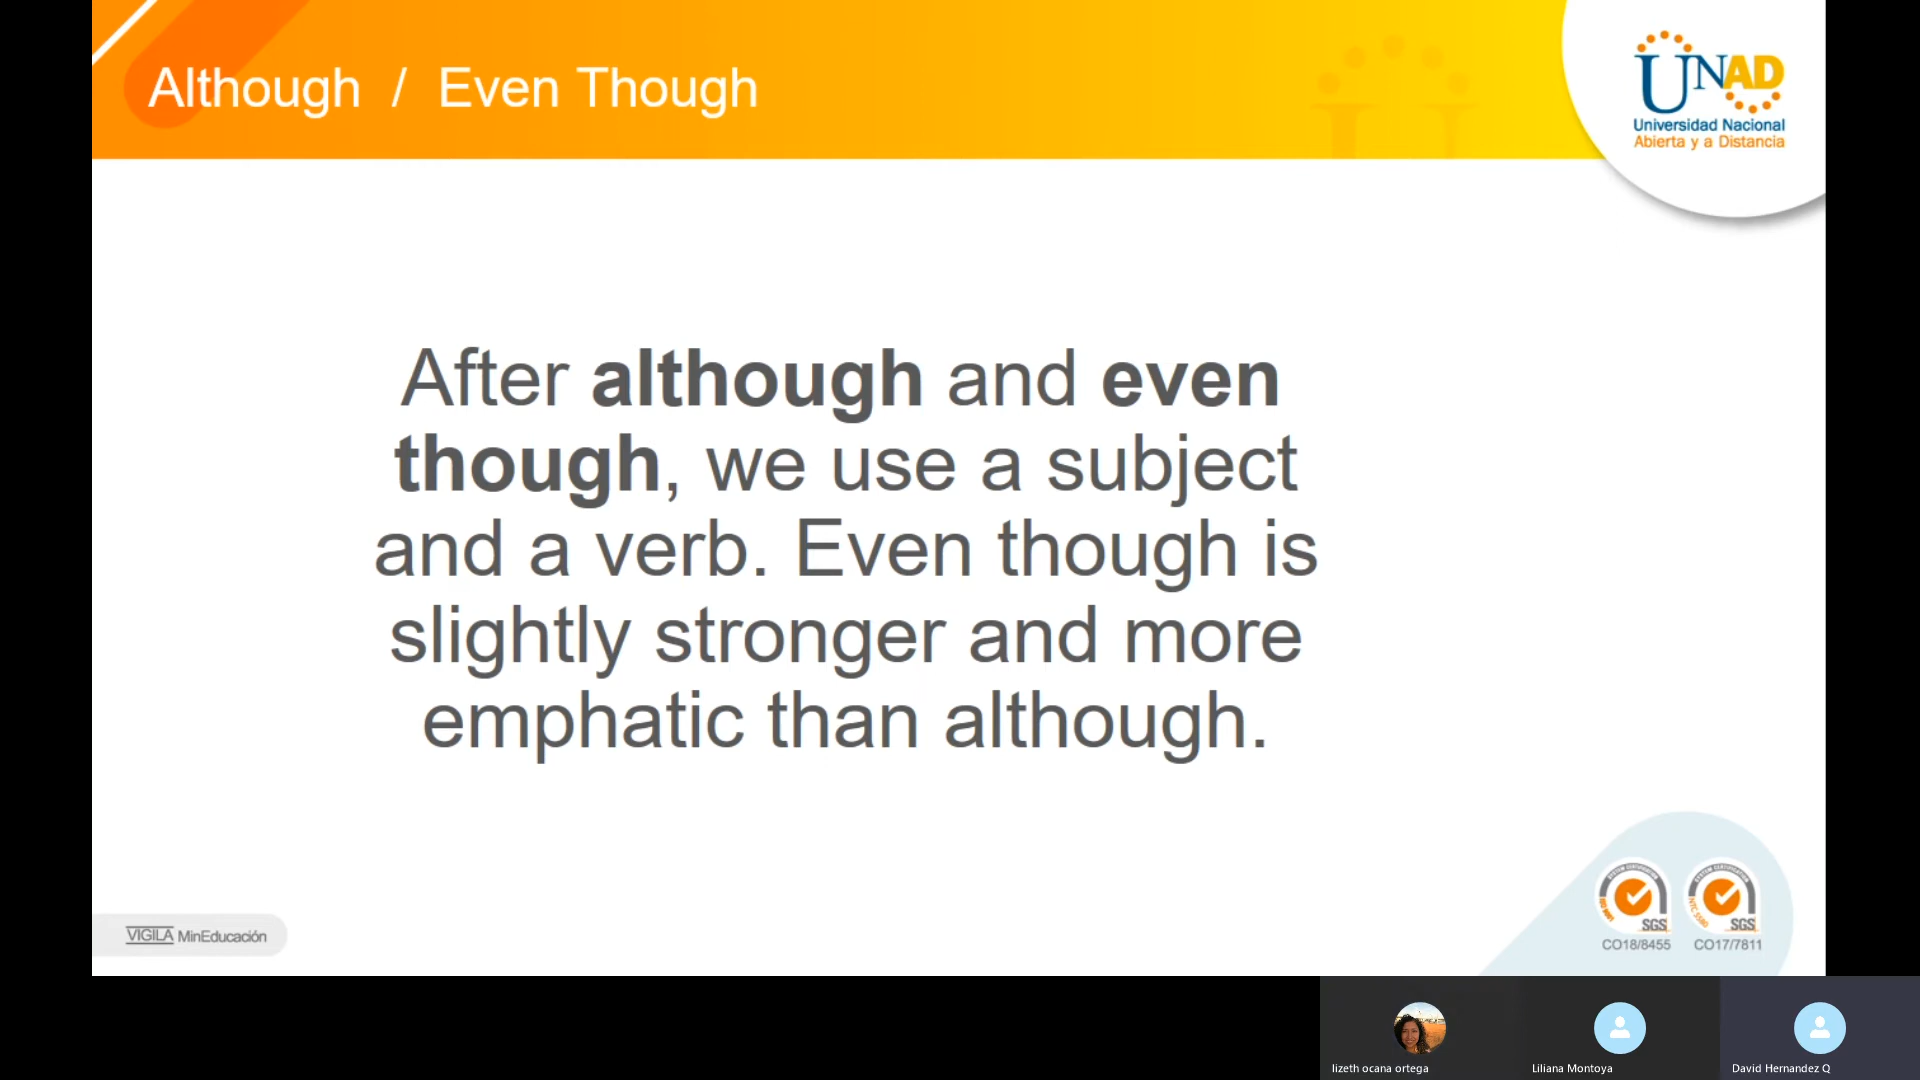 Although / Even Though
UNAD
Universidad Nacional
Abierta y a Distancia
After although and even
though, we use a subject
and a verb. Even though is
slightly stronger and more
emphatic than although.
VIGILA MinEducación
SGS SGS
CO18/8455 CO17/7811
lizeth ocana ortega
Liliana Montoya
David Hernandez Q